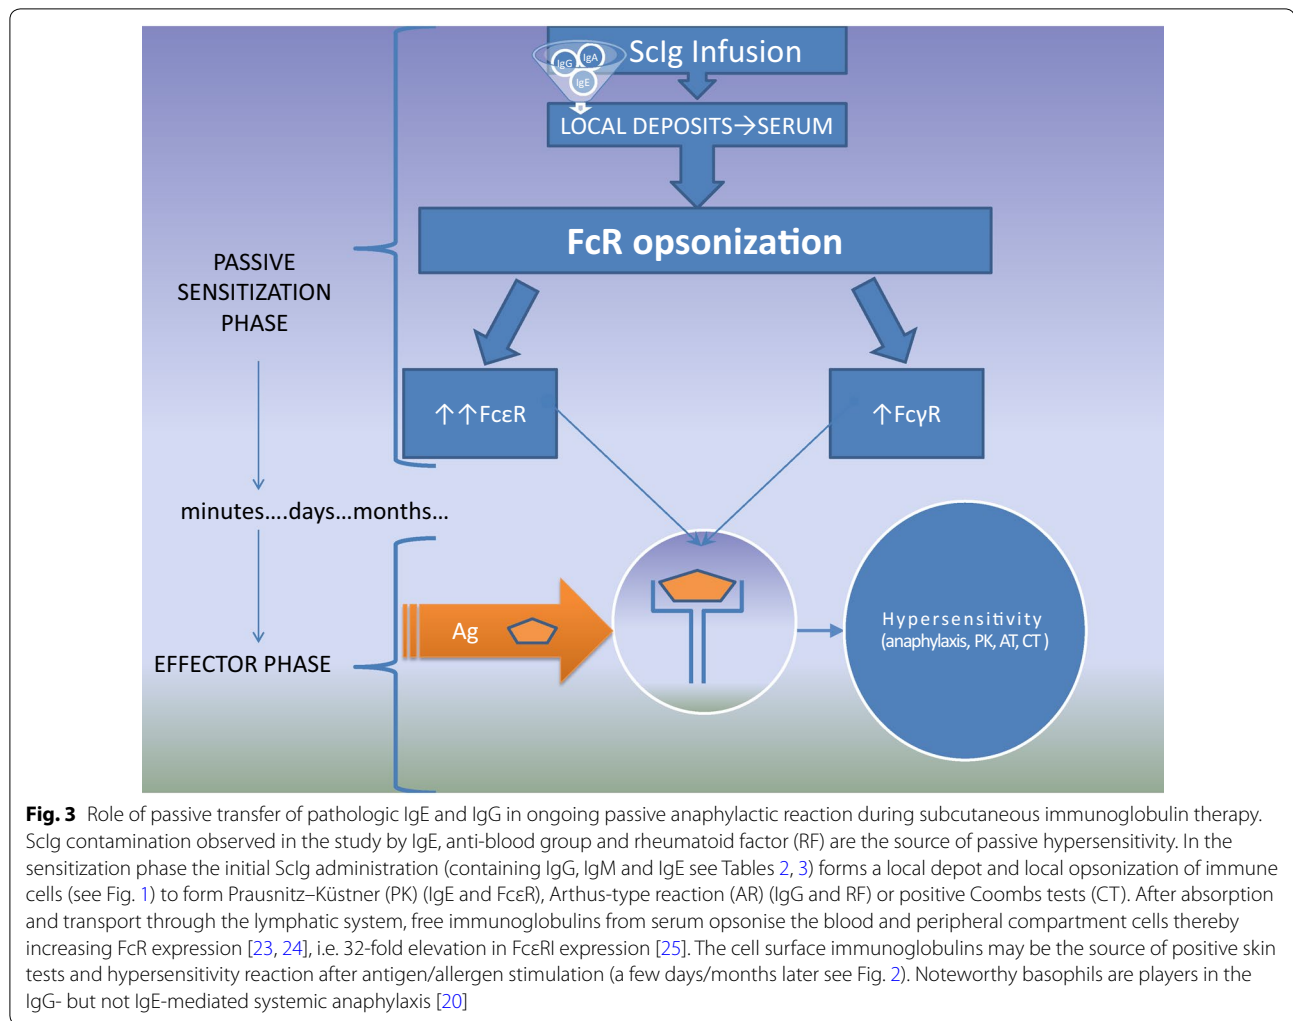 ScIg Infusion
IgG
IgA
IgE
LOCAL DEPOSITS→SERUM
FcR opsonization
PASSIVE
SENSITIZATION
PHASE
↑↑FcεR
↑FcγR
minutes....days...months...
Ag
Hypersensitivity
(anaphylaxis, PK, AT, CT )
EFFECTOR PHASE
Fig. 3 Role of passive transfer of pathologic IgE and IgG in ongoing passive anaphylactic reaction during subcutaneous immunoglobulin therapy.
ScIg contamination observed in the study by IgE, anti-blood group and rheumatoid factor (RF) are the source of passive hypersensitivity. In the
sensitization phase the initial ScIg administration (containing IgG, IgM and IgE see Tables 2, 3) forms a local depot and local opsonization of immune
cells (see Fig. 1) to form Prausnitz–Küstner (PK) (IgE and FcεR), Arthus-type reaction (AR) (IgG and RF) or positive Coombs tests (CT). After absorption
and transport through the lymphatic system, free immunoglobulins from serum opsonise the blood and peripheral compartment cells thereby
increasing FcR expression [23, 24], i.e. 32-fold elevation in FcεRI expression [25]. The cell surface immunoglobulins may be the source of positive skin
tests and hypersensitivity reaction after antigen/allergen stimulation (a few days/months later see Fig. 2). Noteworthy basophils are players in the
IgG- but not IgE-mediated systemic anaphylaxis [20]